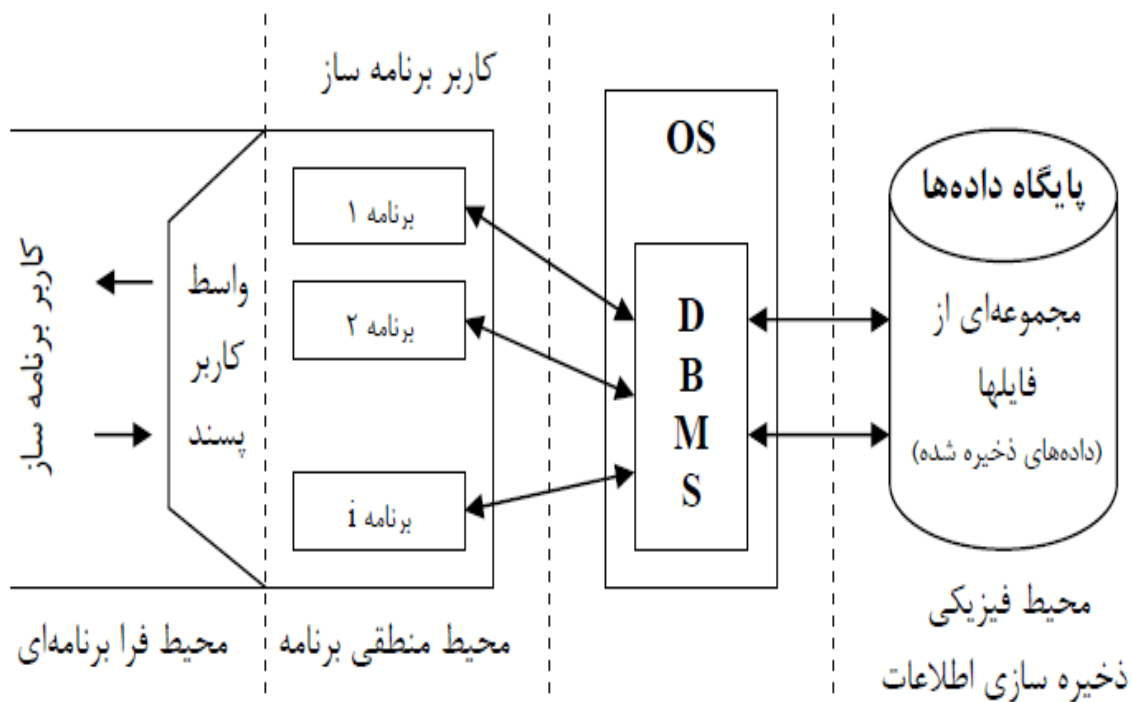 کاربر برنامه ساز
OS
پایگاه داده‌ها
مجموعه‌ای از
فایلها
(داده‌های ذخیره شده)
D
B
M
S
برنامه ۱
برنامه ۲
برنامه i
واسط
کاربر
پسند
کاربر برنامه ساز
محیط فیزیکی
ذخیره سازی اطلاعات
محیط منطقی برنامه
محیط فرا برنامه‌ای